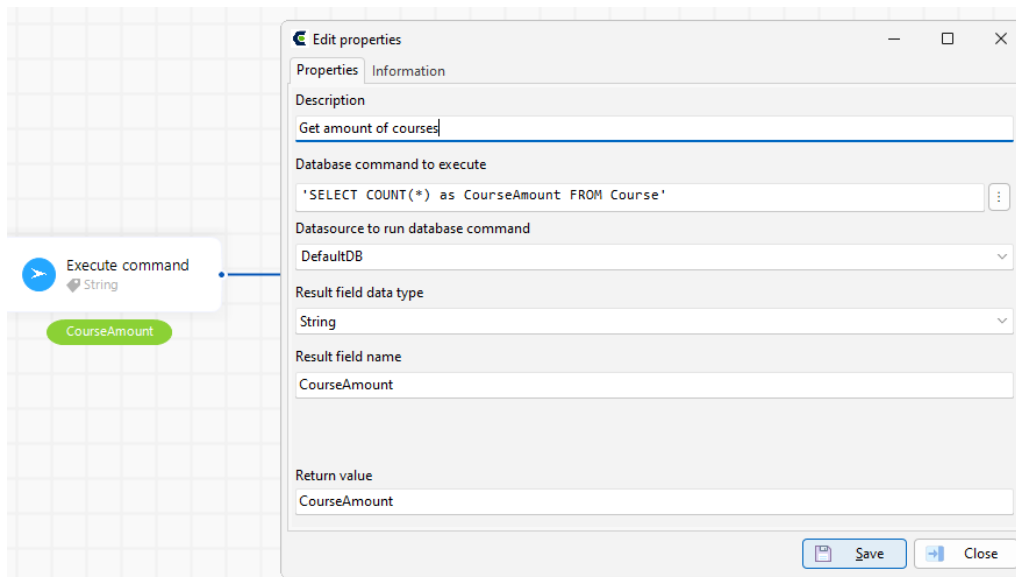 Edit properties
Properties Information
Description
Get amount of courses
Database command to execute
'SELECT COUNT(*) as CourseAmount FROM Course'
Datasource to run database command
DefaultDB
Execute command
String
CourseAmount
Result field data type
String
Result field name
CourseAmount
Return value
CourseAmount
Save Close